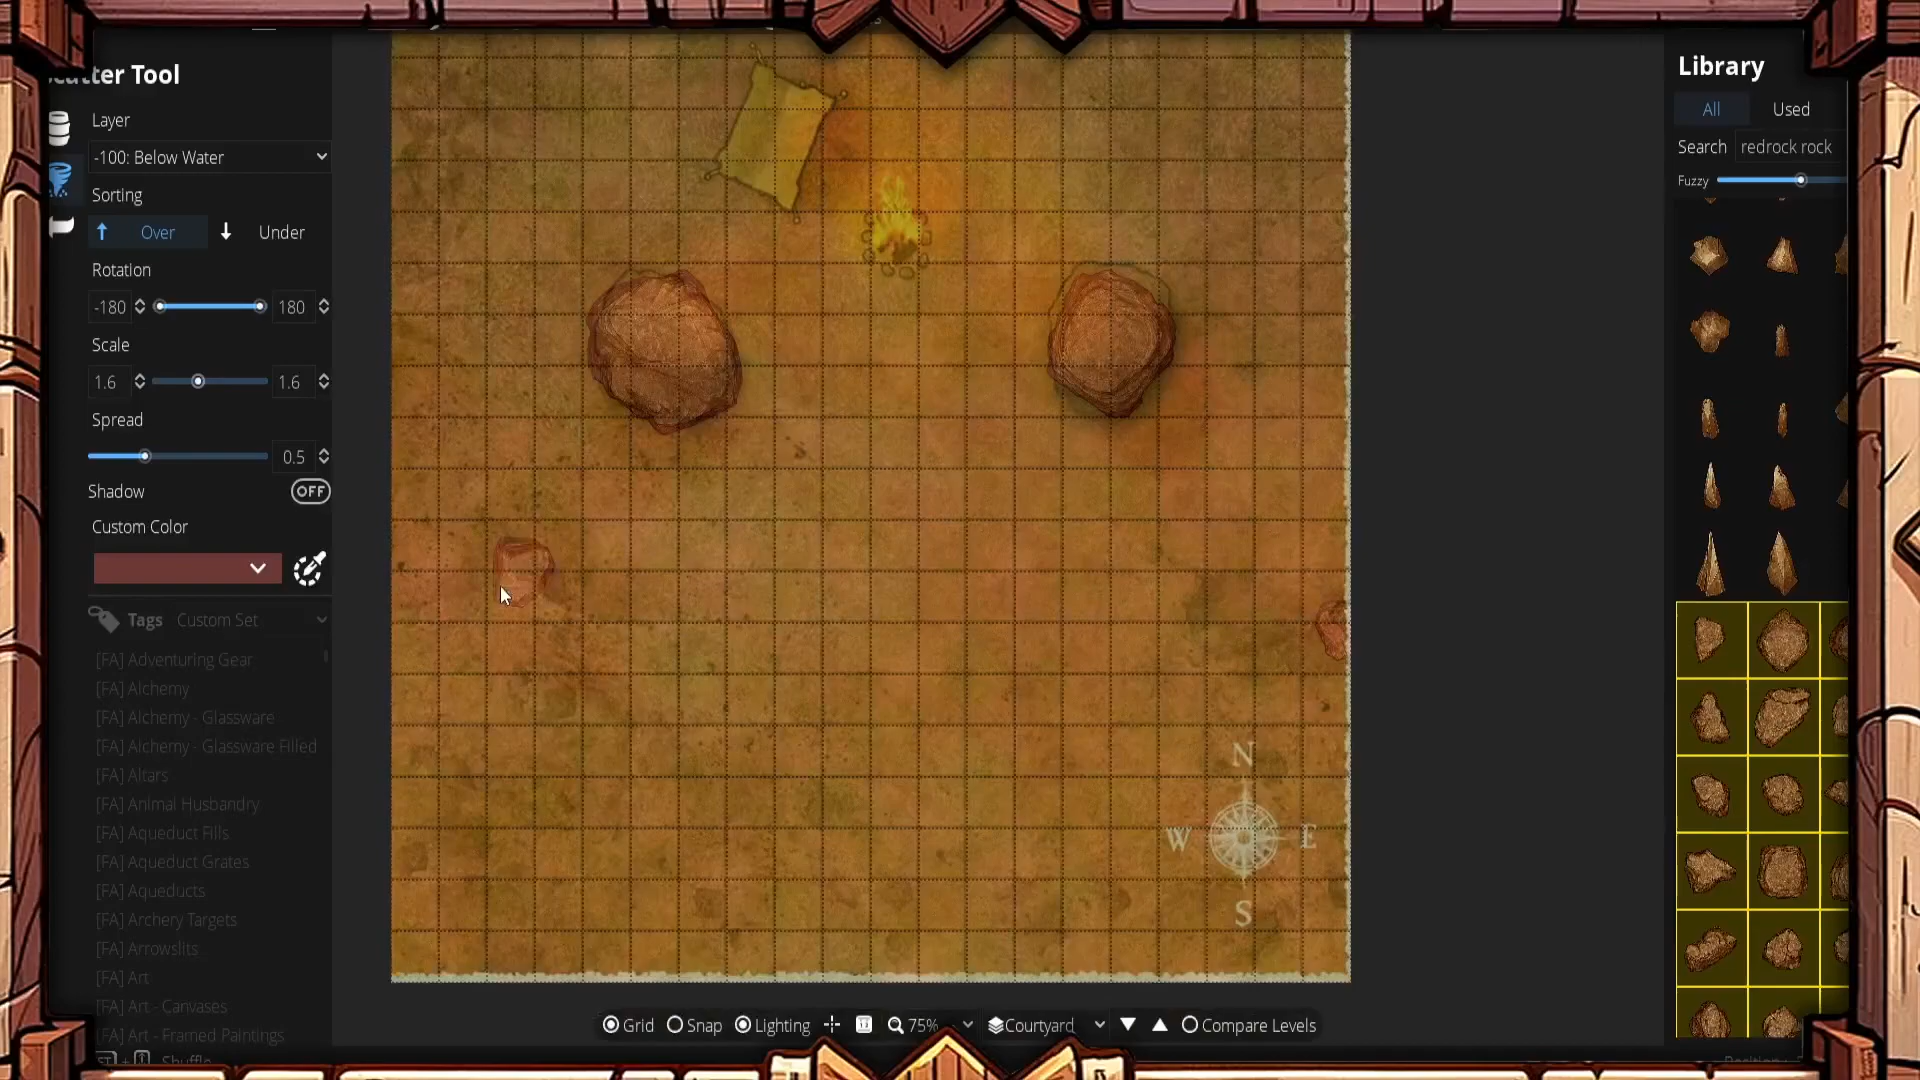 Scatter Tool
Layer
-100: Below Water
Sorting
Over
Under
Rotation
-180
180
Scale
1.6
1.6
Spread
0.5
Shadow
OFF
Custom Color
Tags
Custom Set
[FA] Adventuring Gear
[FA] Alchemy
[FA] Alchemy - Glassware
[FA] Alchemy - Glassware Filled
[FA] Altars
[FA] Animal Husbandry
[FA] Aqueduct Fills
[FA] Aqueduct Grates
[FA] Aqueducts
[FA] Archery Targets
[FA] Arrowslits
[FA] Art
[FA] Art - Canvases
[FA] Art - Framed Paintings
Shuffle
N
W
E
S
Grid
Snap
Lighting
75%
Courtyard
Compare Levels
Library
All
Used
Search
redrock rock
Fuzzy